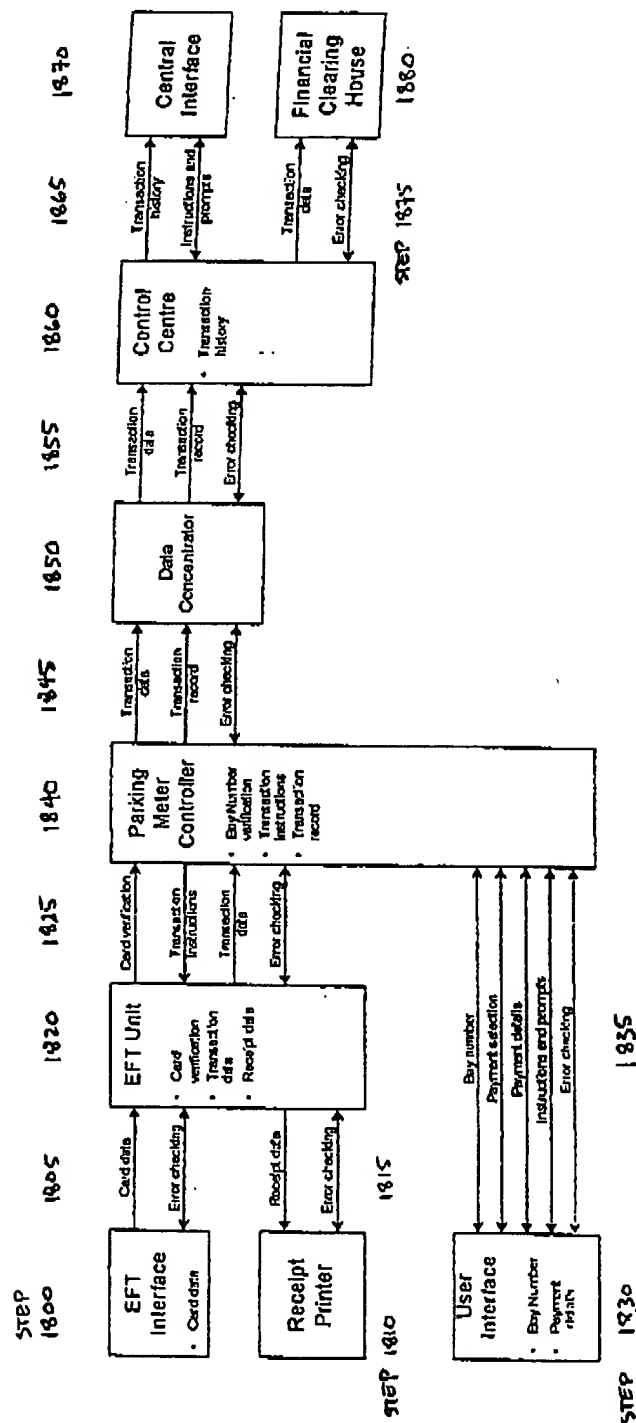 STEP
1800
1805
1820
1825
1840
1845
1850
1855
1860
1865
1870
EFT
Interface
• Card data
Card data
Error checking
EFT Unit
• Card
verification
• Transaction
data
• Receipt data
Card verification
Transaction
instructions
Transaction
data
Error checking
Parking
Meter
Controller
• Bay Number
verification
• Transaction
instructions
• Transaction
record
Transaction
data
Transaction
record
Error checking
Data
Concentrator
Transaction
data
Transaction
record
Error checking
Control
Centre
• Transaction
history
Transaction
history
Instructions and
prompts
Central
Interface
Transaction
data
Error checking
Financial
Clearing
House
STEP 1875
1880
Receipt
Printer
Receipt data
Error checking
STEP 1810
1815
User
Interface
• Bay Number
• Payment
details
Bay number
Payment selection
Payment details
Instructions and prompts
Error checking
STEP 1830
1835